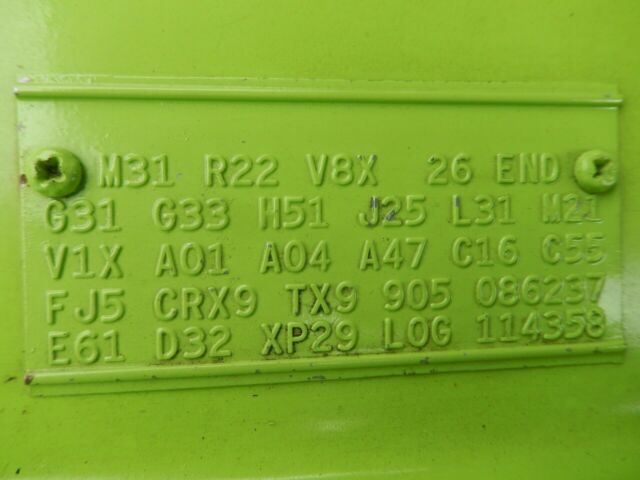 M31 R22 V8X 26 END
G31 G33 H51 J25 L31 M21
V1X A01 A04 A47 C16 C55
FJ5 CRX9 TX9 905 086237
E61 D32 XP29 L0G 114358